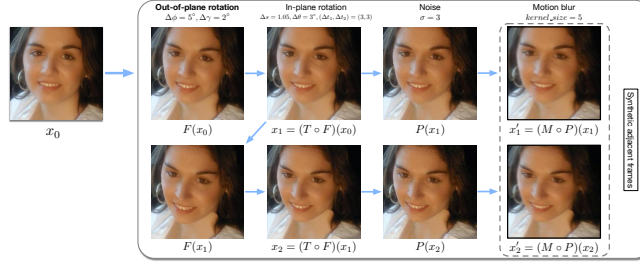 Out-of-plane rotation
Δϕ = 5°, Δγ = 2°
In-plane rotation
Δs = 1.05, Δθ = 3°, (Δt₁, Δt₂) = (3, 3)
Noise
σ = 3
Motion blur
kernel_size = 5
x₀
F(x₀)
x₁ = (T ∘ F)(x₀)
P(x₁)
x₁′ = (M ∘ P)(x₁)
F(x₁)
x₂ = (T ∘ F)(x₁)
P(x₂)
x₂′ = (M ∘ P)(x₂)
Synthetic adjacent frames